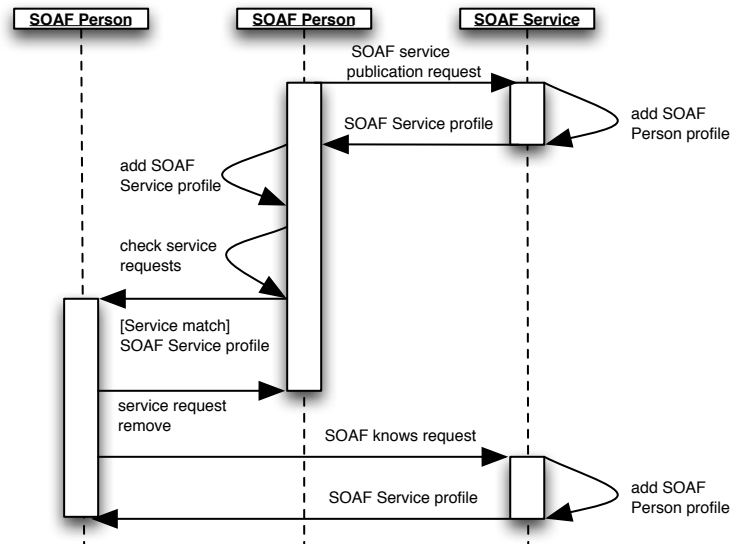 SOAF Person
SOAF Person
SOAF Service
SOAF service
publication request
add SOAF
Person profile
SOAF Service profile
add SOAF
Service profile
check service
requests
[Service match]
SOAF Service profile
service request
remove
SOAF knows request
add SOAF
Person profile
SOAF Service profile